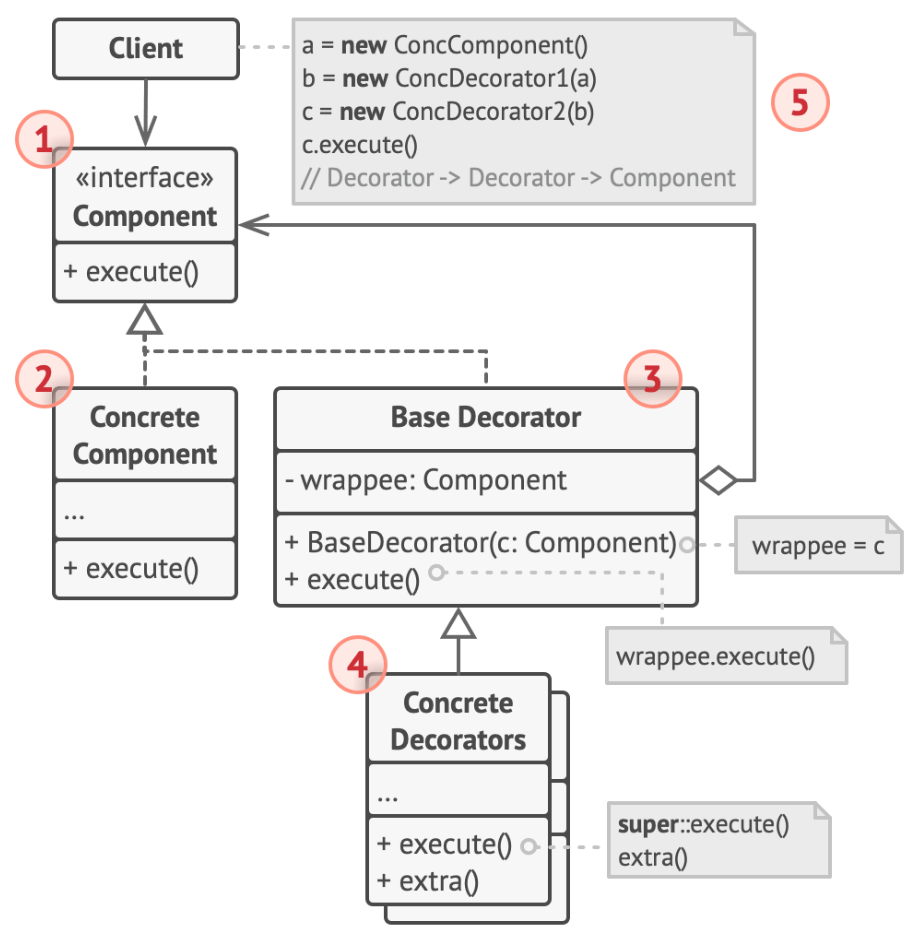 Client
a = new ConcComponent()
b = new ConcDecorator1(a)
c = new ConcDecorator2(b)
c.execute()
// Decorator -> Decorator -> Component
5
1
«interface»
Component
+ execute()
2
Concrete
Component
...
+ execute()
3
Base Decorator
- wrappee: Component
+ BaseDecorator(c: Component)
+ execute()
wrappee = c
wrappee.execute()
4
Concrete
Decorators
...
+ execute()
+ extra()
super::execute()
extra()